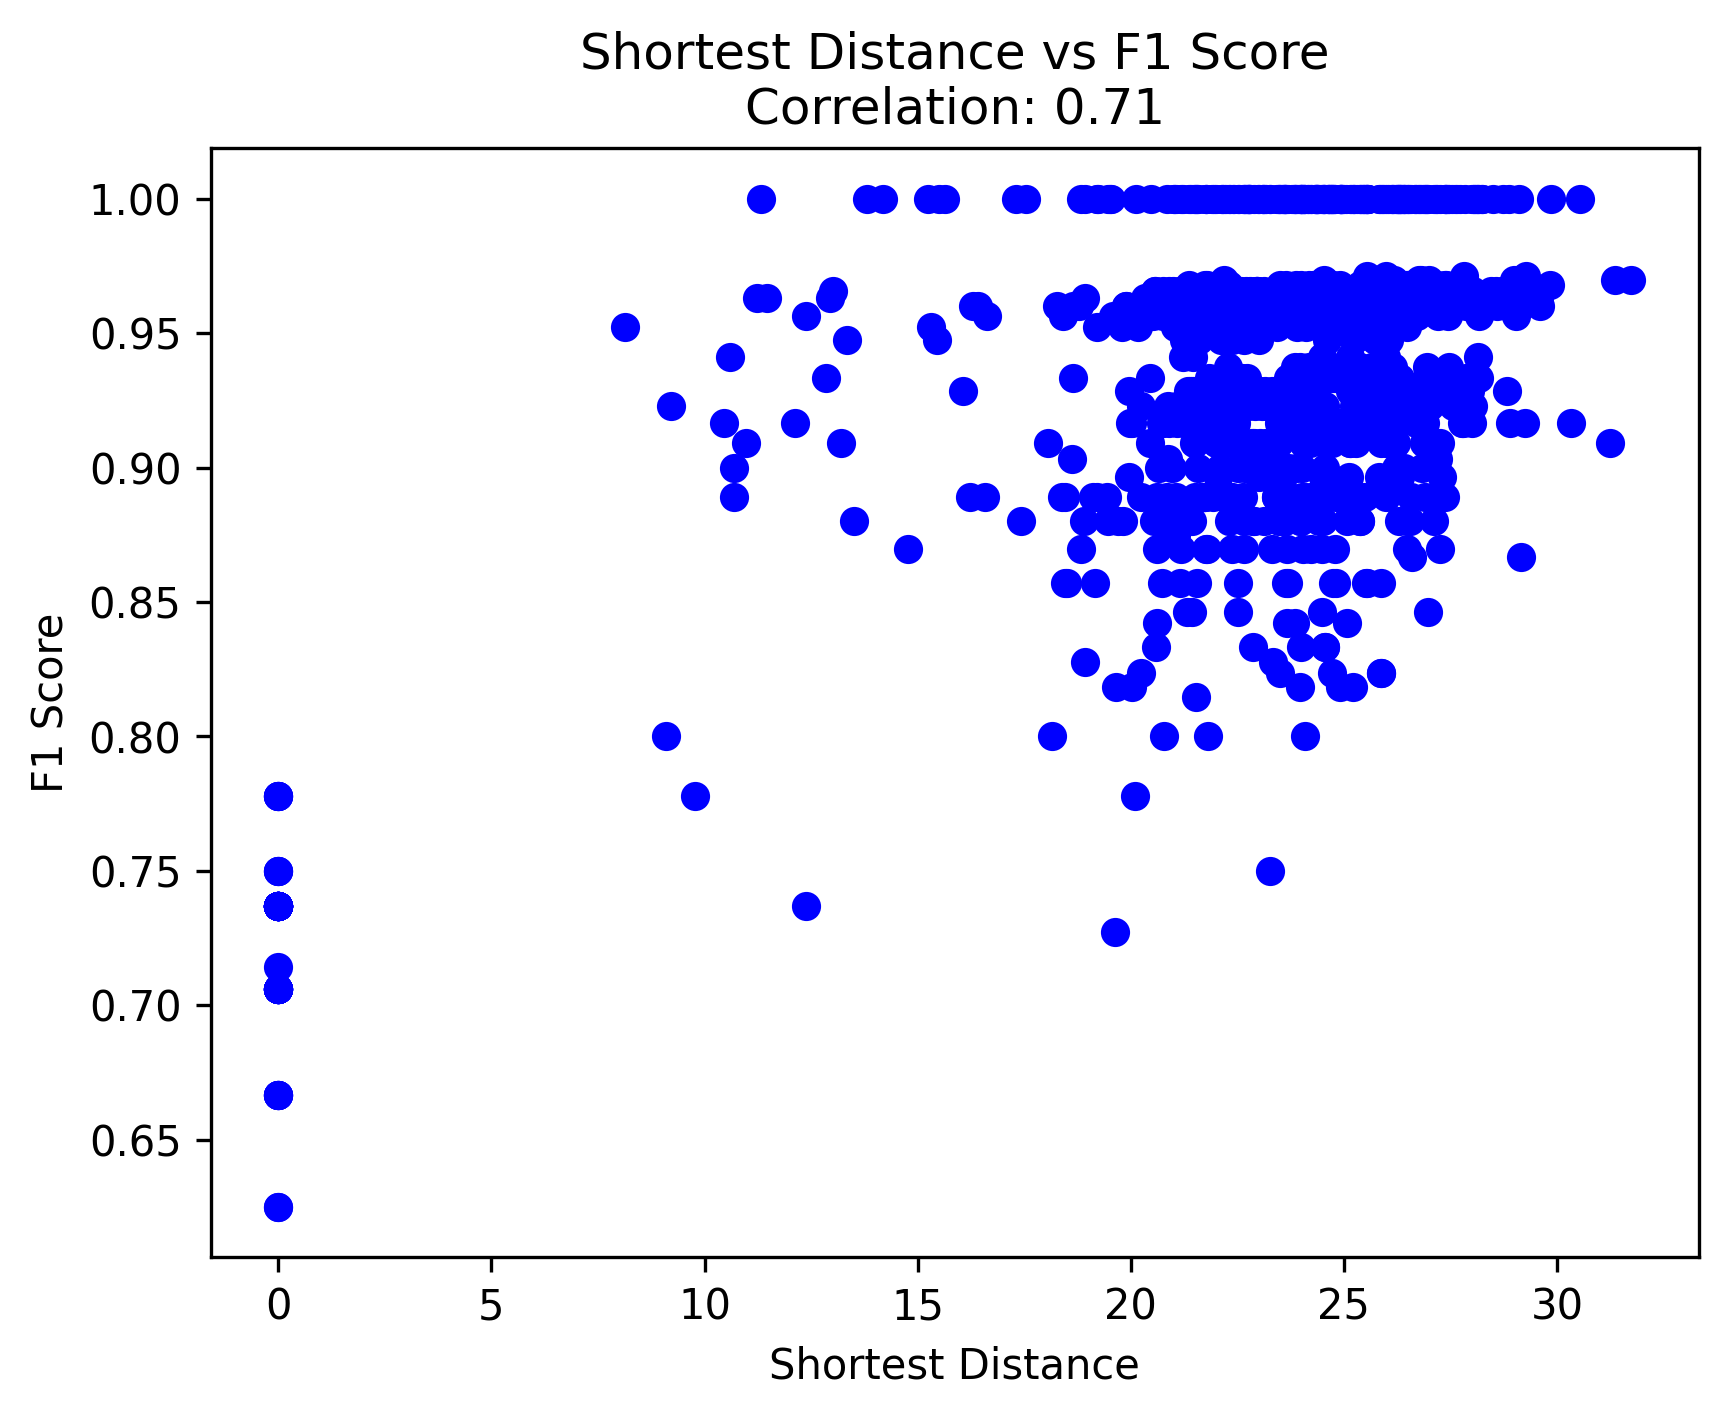 Shortest Distance vs F1 Score
Correlation: 0.71
1.00
0.95
0.90
0.85
0.80
0.75
0.70
0.65
F1 Score
0 5 10 15 20 25 30
Shortest Distance